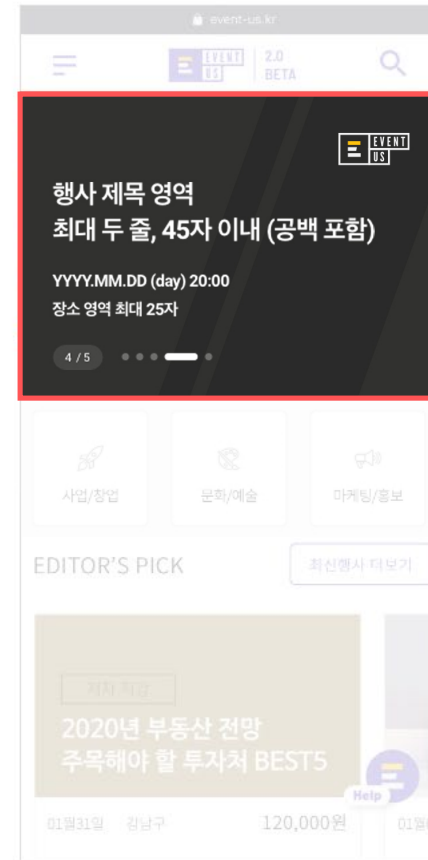 event-us.kr
EVENT
US
2.0
BETA
EVENT
US
행사 제목 영역
최대 두 줄, 45자 이내 (공백 포함)
YYYY.MM.DD (day) 20:00
장소 영역 최대 25자
4 / 5
사업/창업
문화/예술
마케팅/홍보
EDITOR'S PICK
최신행사 더보기
저자 직강
2020년 부동산 전망
주목해야 할 투자처 BEST5
Help
01월31일 강남구 120,000원